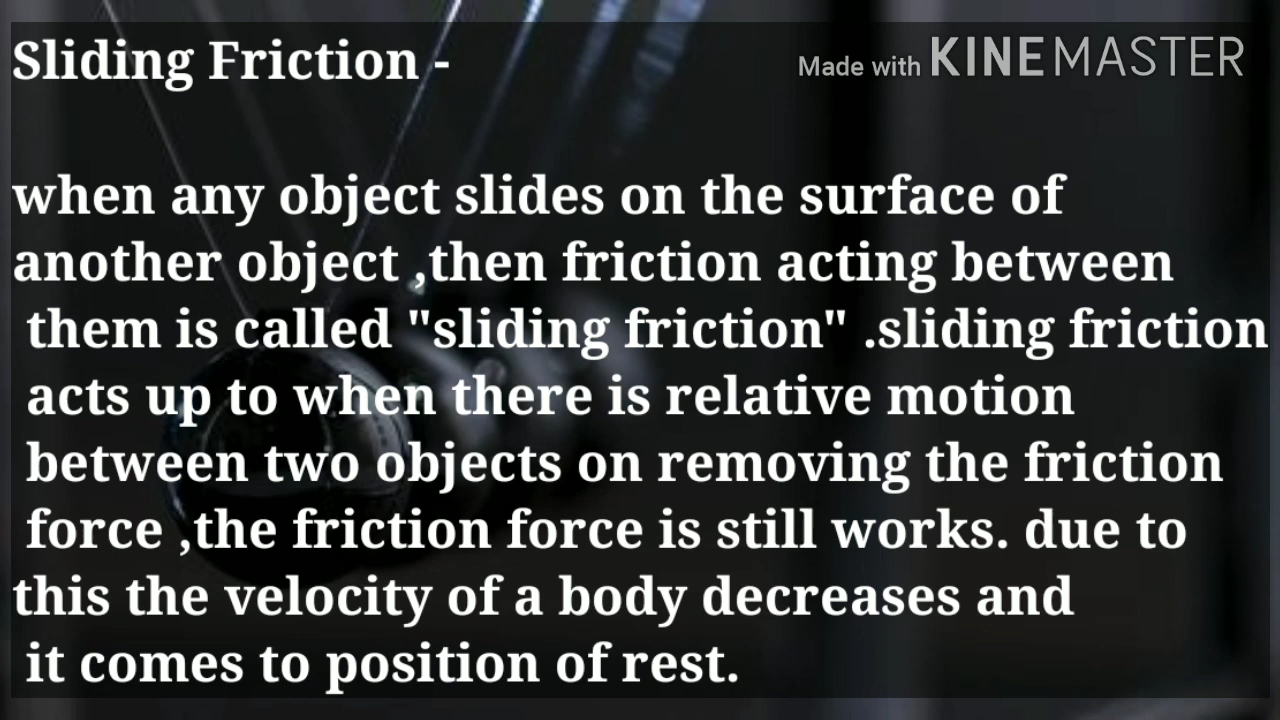 Sliding Friction -
Made with KINEMASTER
when any object slides on the surface of
another object ,then friction acting between
them is called "sliding friction" .sliding friction
acts up to when there is relative motion
between two objects on removing the friction
force ,the friction force is still works. due to
this the velocity of a body decreases and
it comes to position of rest.